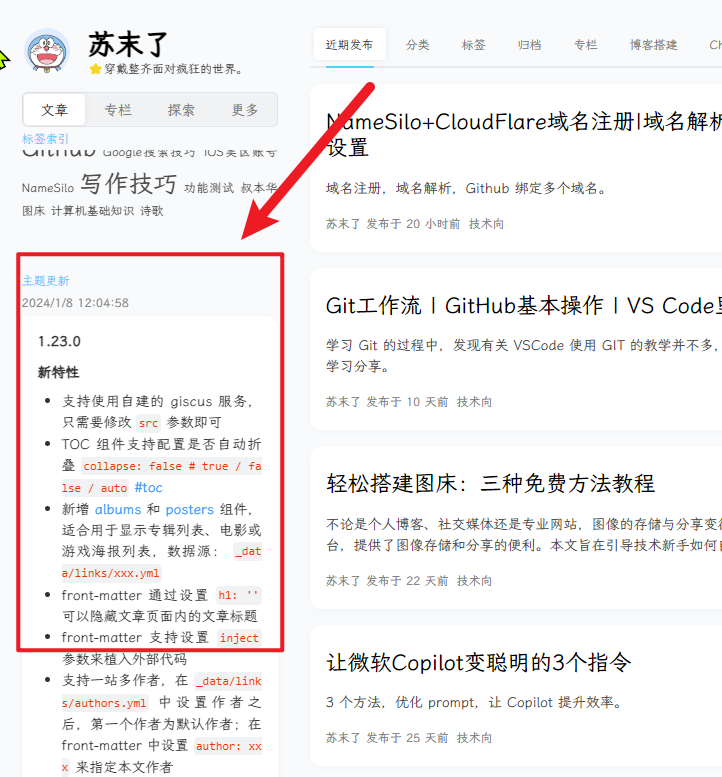 苏末了
⭐穿戴整齐面对疯狂的世界。
文章 专栏 探索 更多
标签索引
Github Google搜索技巧 IOS美区账号
NameSilo 写作技巧 功能测试 叔本华
图床 计算机基础知识 诗歌
主题更新
2024/1/8 12:04:58
1.23.0
新特性
支持使用自建的 giscus 服务，
只需要修改 src 参数即可
TOC 组件支持配置是否自动折
叠 collapse: false # true / fa
lse / auto #toc
新增 albums 和 posters 组件，
适合用于显示专辑列表、电影或
游戏海报列表，数据源： _dat
a/links/xxx.yml
front-matter 通过设置 h1: ''
可以隐藏文章页面内的文章标题
front-matter 支持设置 inject
参数来植入外部代码
支持一站多作者，在 _data/link
s/authors.yml 中设置作者之
后，第一个作者为默认作者；在
front-matter 中设置 author: xx
x 来指定本文作者
近期发布 分类 标签 归档 专栏 博客搭建 Ch
NameSilo+CloudFlare域名注册|域名解析
设置
域名注册，域名解析，Github 绑定多个域名。
苏末了 发布于 20 小时前 技术向
Git工作流 | GitHub基本操作 | VS Code
学习 Git 的过程中，发现有关 VSCode 使用 GIT 的教学并不多，
学习分享。
苏末了 发布于 10 天前 技术向
轻松搭建图床：三种免费方法教程
不论是个人博客、社交媒体还是专业网站，图像的存储与分享变得
台，提供了图像存储和分享的便利。本文旨在引导技术新手如何
苏末了 发布于 22 天前 技术向
让微软Copilot变聪明的3个指令
3 个方法，优化 prompt，让 Copilot 提升效率。
苏末了 发布于 25 天前 技术向